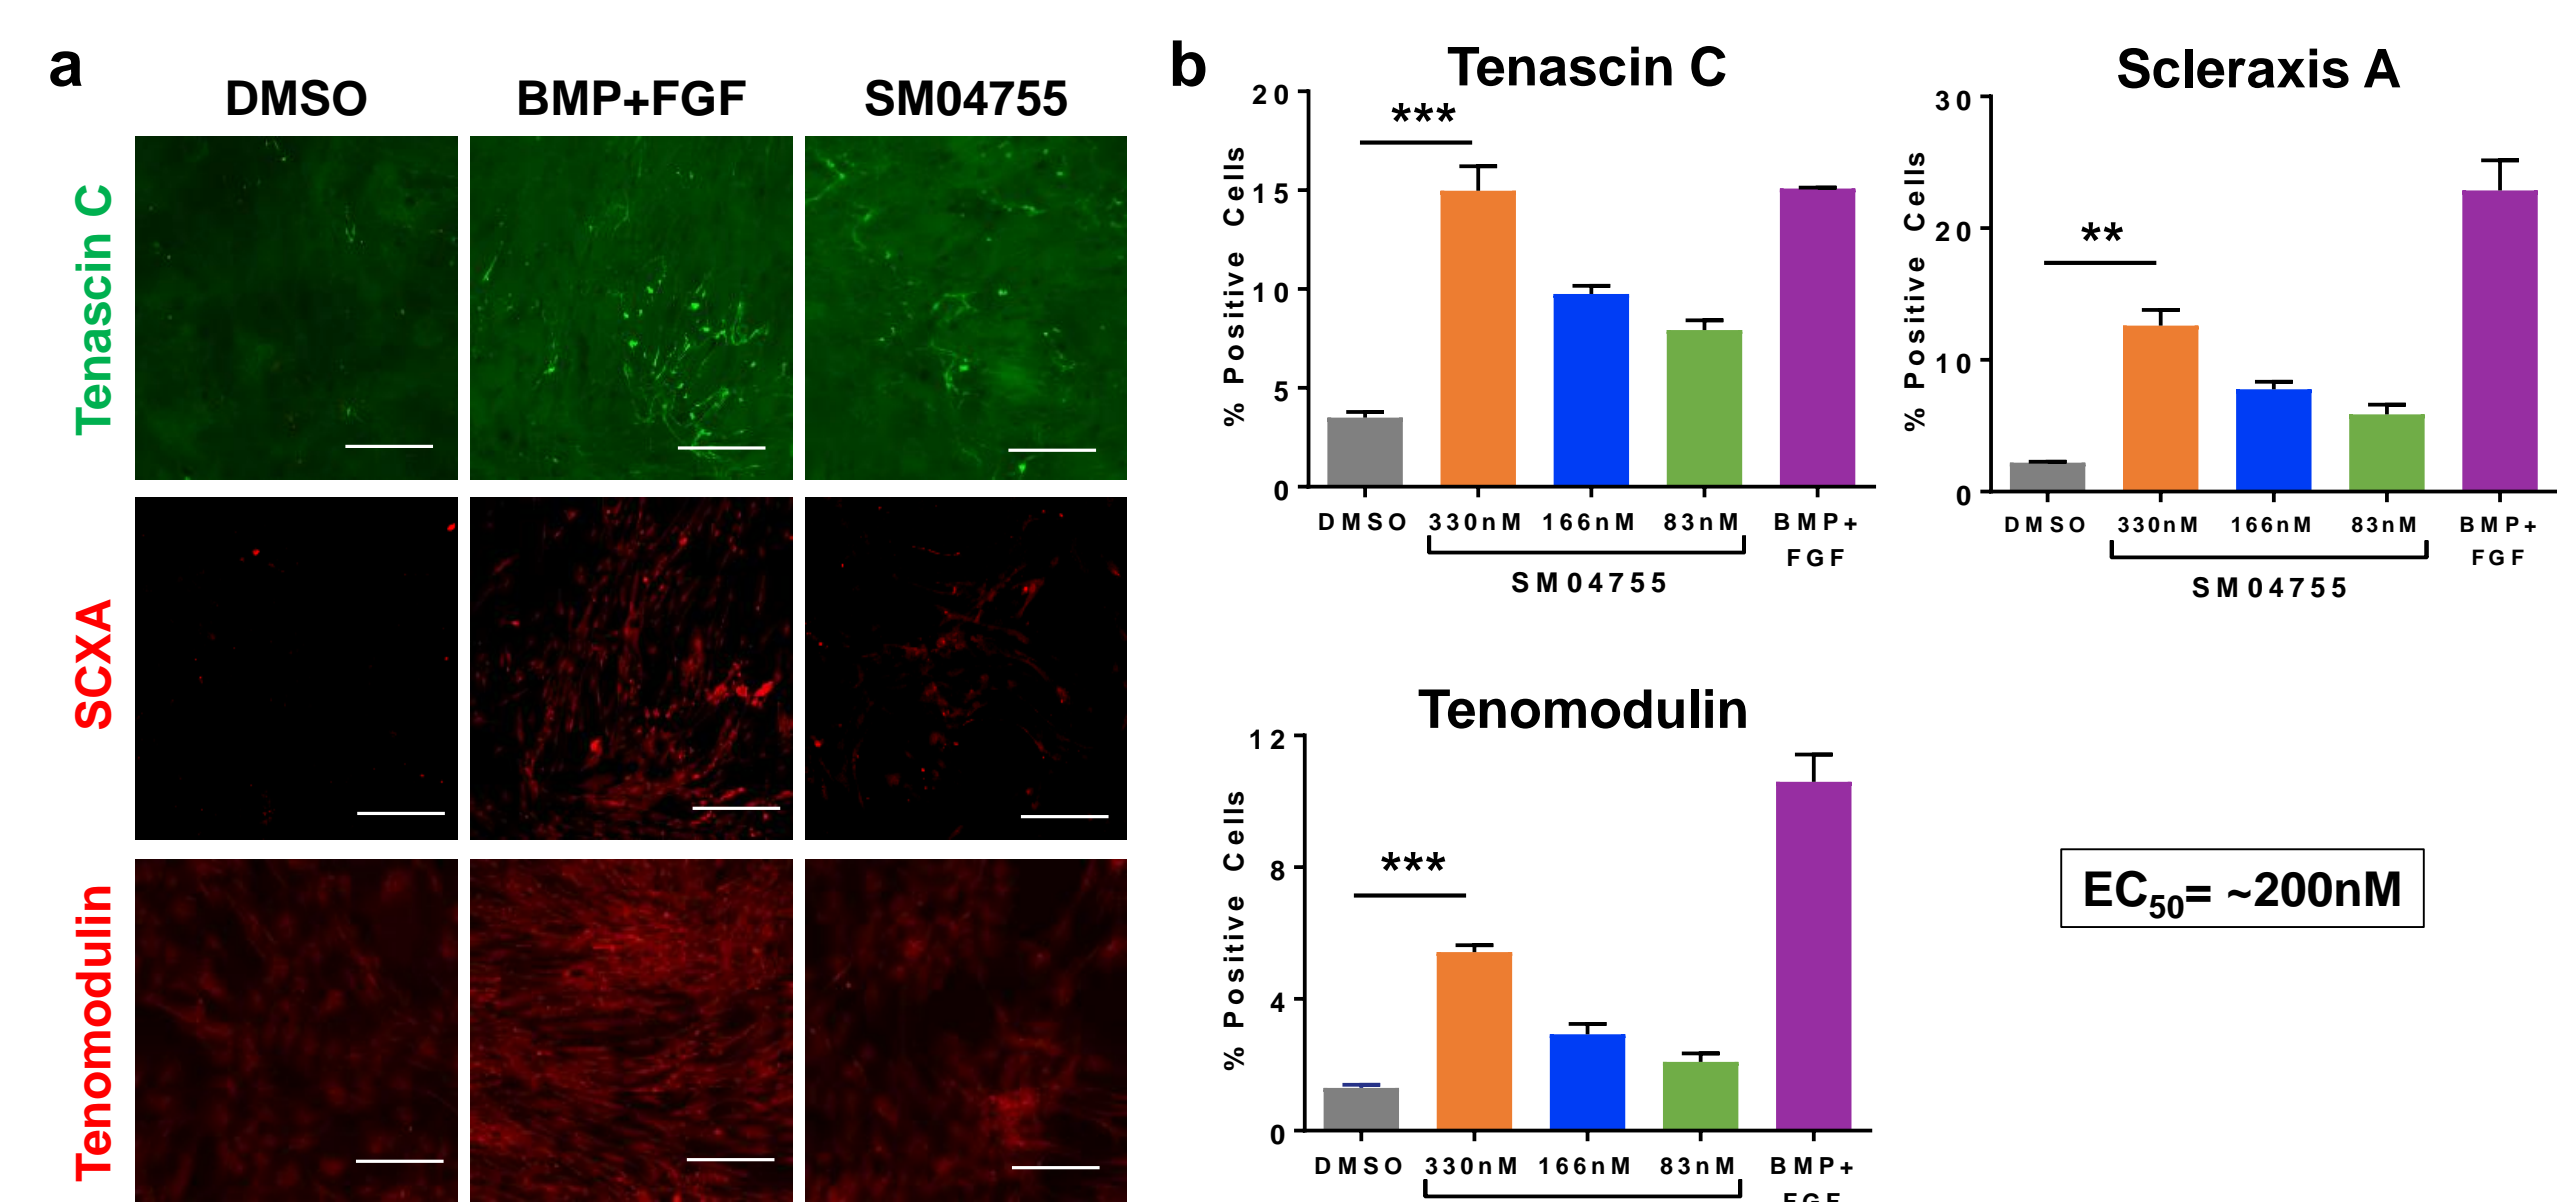 a
DMSO BMP+FGF SM04755
Tenascin C
SCXA
Tenomodulin
b
Tenascin C
% Positive Cells
20
15
10
5
0
***
DMSO 330nM 166nM 83nM BMP+
FGF
SM04755
Scleraxis A
% Positive Cells
30
20
10
0
**
DMSO 330nM 166nM 83nM BMP+
FGF
SM04755
Tenomodulin
% Positive Cells
12
8
4
0
***
DMSO 330nM 166nM 83nM BMP+
FGF
EC50= ~200nM